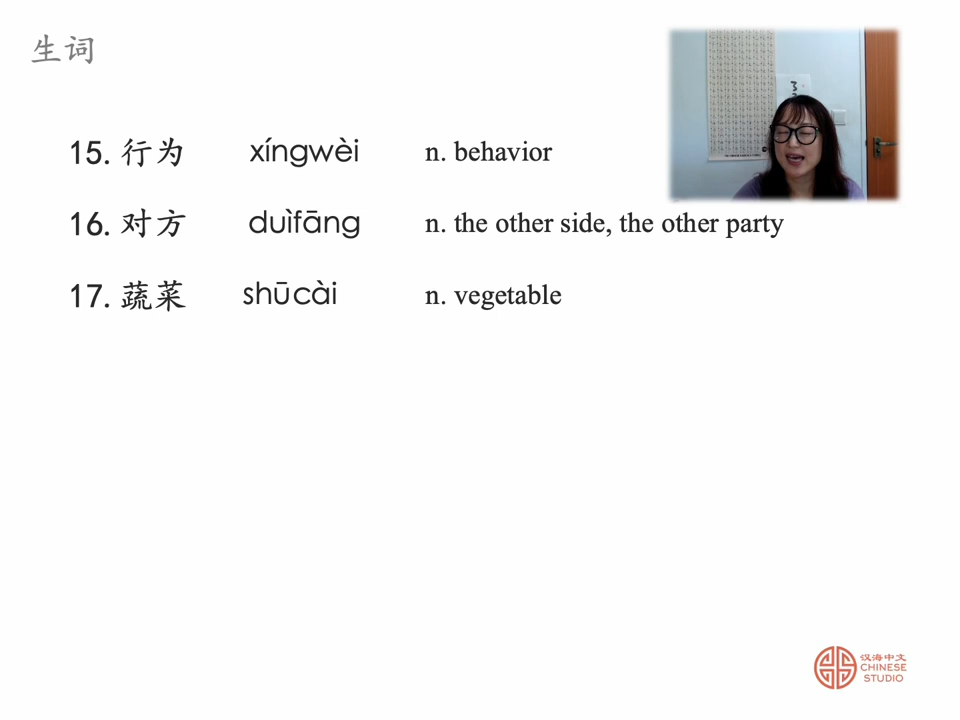 生词
15. 行为 xíngwèi n. behavior
16. 对方 duìfāng n. the other side, the other party
17. 蔬菜 shūcài n. vegetable
汉海中文
CHINESE
STUDIO